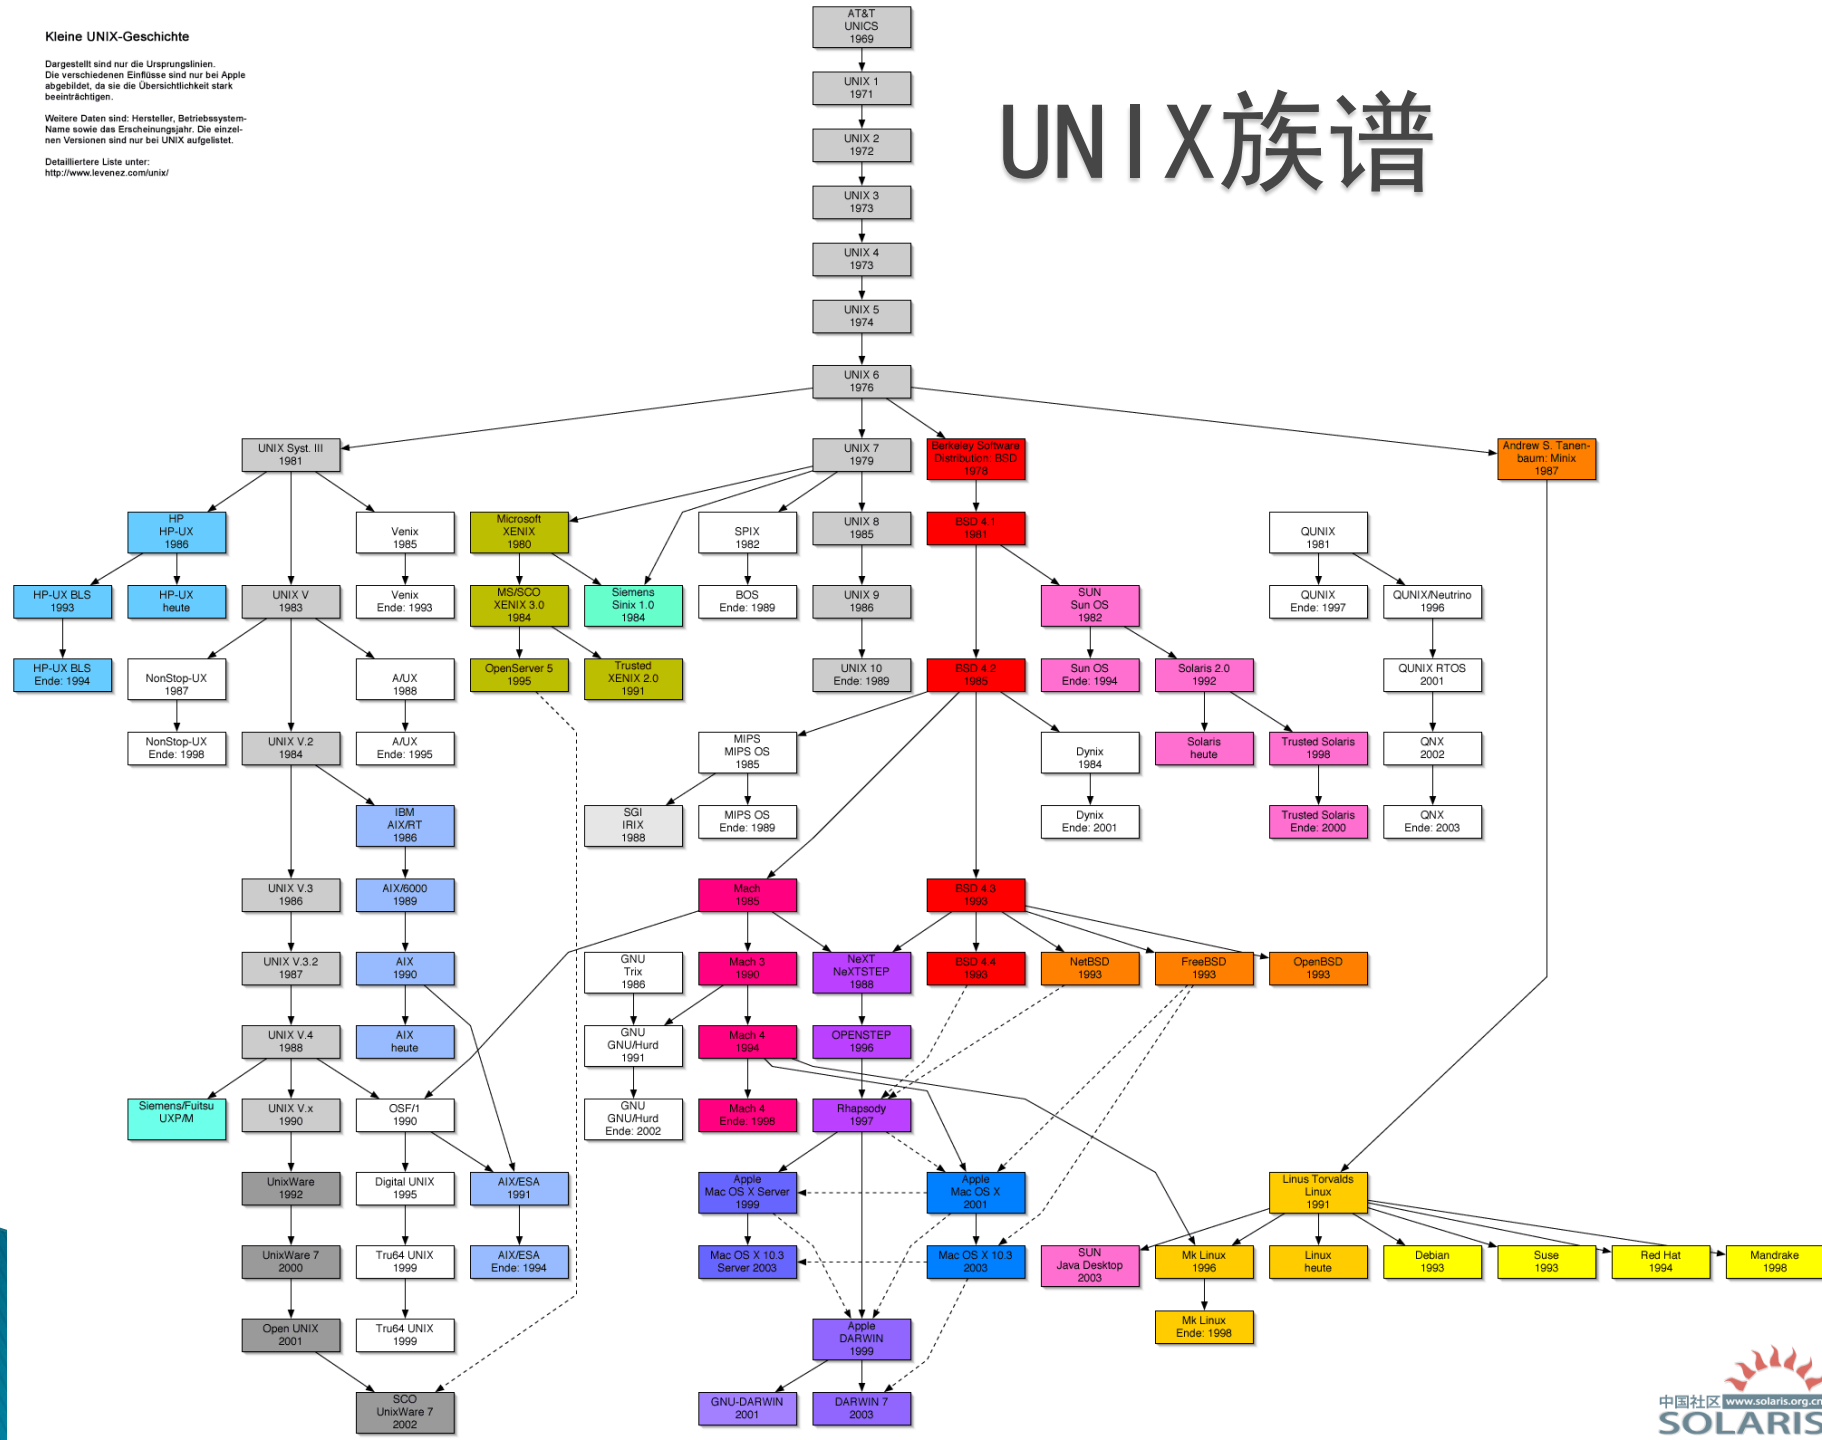 Kleine UNIX-Geschichte
Dargestellt sind nur die Ursprungslinien.
Die verschiedenen Einflüsse sind nur bei Apple
abgebildet, da sie die Übersichtlichkeit stark
beeinträchtigen.
Weitere Daten sind: Hersteller, Betriebssystem-
Name sowie das Erscheinungsjahr. Die einzel-
nen Versionen sind nur bei UNIX aufgelistet.
Detailliertere Liste unter:
http://www.levenez.com/unix/
UNIX族谱
AT&T
UNICS
1969
UNIX 1
1971
UNIX 2
1972
UNIX 3
1973
UNIX 4
1973
UNIX 5
1974
UNIX 6
1976
UNIX Syst. III
1981
UNIX 7
1979
Berkeley Software
Distribution: BSD
1978
Andrew S. Tanen-
baum: Minix
1987
HP
HP-UX
1986
Venix
1985
Microsoft
XENIX
1980
SPIX
1982
UNIX 8
1985
BSD 4.1
1981
QUNIX
1981
HP-UX BLS
1993
HP-UX
heute
UNIX V
1983
Venix
Ende: 1993
MS/SCO
XENIX 3.0
1984
Siemens
Sinix 1.0
1984
BOS
Ende: 1989
UNIX 9
1986
SUN
Sun OS
1982
QUNIX
Ende: 1997
QUNIX/Neutrino
1996
HP-UX BLS
Ende: 1994
NonStop-UX
1987
A/UX
1988
OpenServer 5
1995
Trusted
XENIX 2.0
1991
UNIX 10
Ende: 1989
BSD 4.2
1985
Sun OS
Ende: 1994
Solaris 2.0
1992
QUNIX RTOS
2001
NonStop-UX
Ende: 1998
UNIX V.2
1984
A/UX
Ende: 1995
MIPS
MIPS OS
1985
Dynix
1984
Solaris
heute
Trusted Solaris
1998
QNX
2002
IBM
AIX/RT
1986
SGI
IRIX
1988
MIPS OS
Ende: 1989
Dynix
Ende: 2001
Trusted Solaris
Ende: 2000
QNX
Ende: 2003
UNIX V.3
1986
AIX/6000
1989
Mach
1985
BSD 4.3
1993
UNIX V.3.2
1987
AIX
1990
GNU
Trix
1986
Mach 3
1990
NeXT
NeXTSTEP
1988
BSD 4.4
1993
NetBSD
1993
FreeBSD
1993
OpenBSD
1993
UNIX V.4
1988
AIX
heute
GNU
GNU/Hurd
1991
Mach 4
1994
OPENSTEP
1996
Siemens/Fuitsu
UXP/M
UNIX V.x
1990
OSF/1
1990
GNU
GNU/Hurd
Ende: 2002
Mach 4
Ende: 1998
Rhapsody
1997
UnixWare
1992
Digital UNIX
1995
AIX/ESA
1991
Apple
Mac OS X Server
1999
Apple
Mac OS X
2001
Linus Torvalds
Linux
1991
UnixWare 7
2000
Tru64 UNIX
1999
AIX/ESA
Ende: 1994
Mac OS X 10.3
Server 2003
Mac OS X 10.3
2003
SUN
Java Desktop
2003
Mk Linux
1996
Linux
heute
Debian
1993
Suse
1993
Red Hat
1994
Mandrake
1998
Open UNIX
2001
Tru64 UNIX
1999
Apple
DARWIN
1999
Mk Linux
Ende: 1998
SCO
UnixWare 7
2002
GNU-DARWIN
2001
DARWIN 7
2003
中国社区 www.solaris.org.cn
SOLARIS